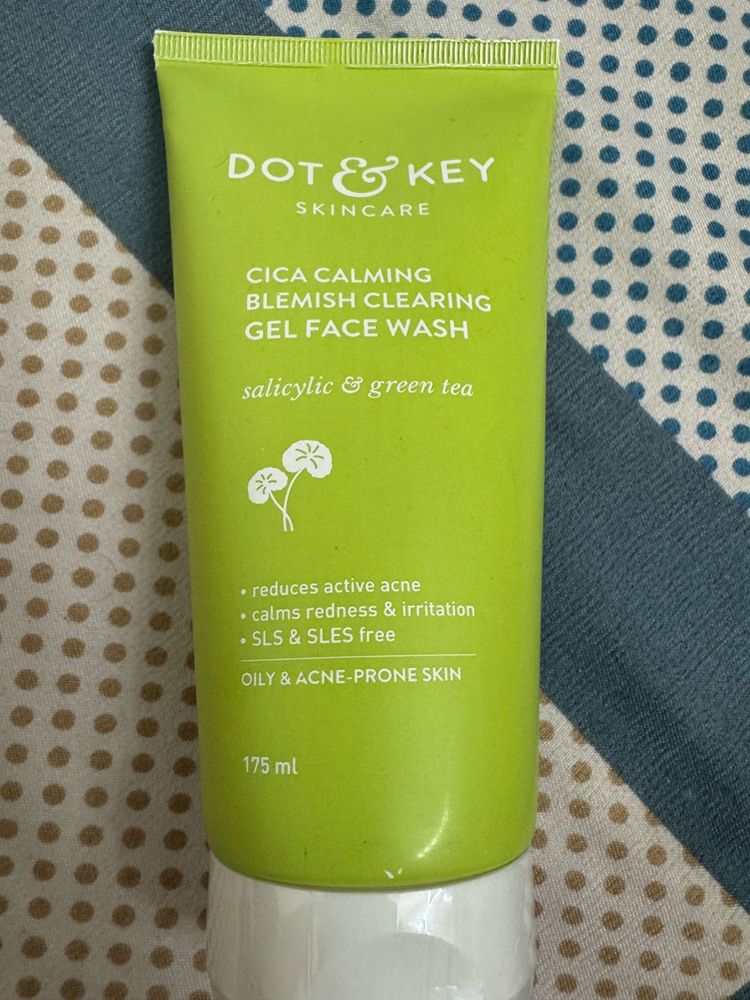 DOT & KEY
SKINCARE
CICA CALMING
BLEMISH CLEARING
GEL FACE WASH
salicylic & green tea
• reduces active acne
• calms redness & irritation
• SLS & SLES free
OILY & ACNE-PRONE SKIN
175 ml